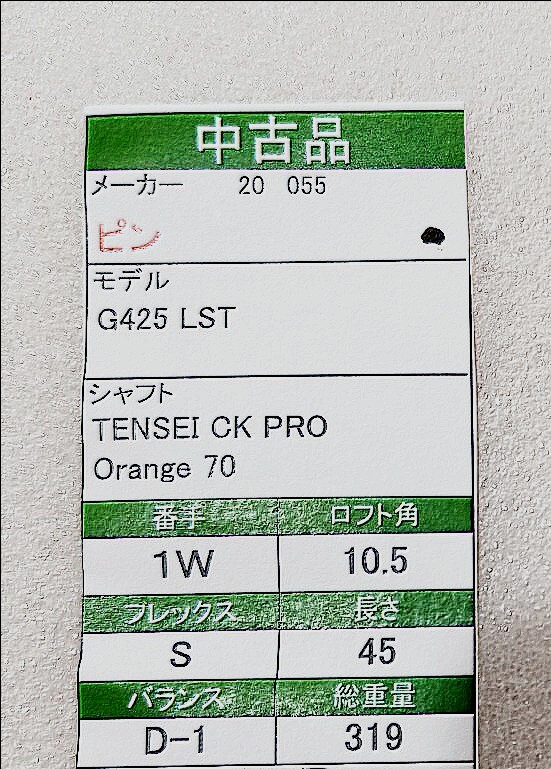 中古品
メーカー 20 055
ピン
モデル
G425 LST
シャフト
TENSEI CK PRO
Orange 70
番手 ロフト角
1W 10.5
フレックス 長さ
S 45
バランス 総重量
D-1 319